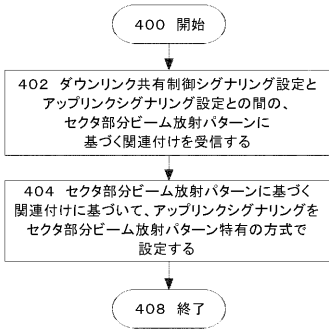 400 開始
402 ダウンリンク共有制御シグナリング設定と
アップリンクシグナリング設定との間の、
セクタ部分ビーム放射パターンに
基づく関連付けを受信する
404 セクタ部分ビーム放射パターンに基づく
関連付けに基づいて、アップリンクシグナリングを
セクタ部分ビーム放射パターン特有の方式で
設定する
408 終了